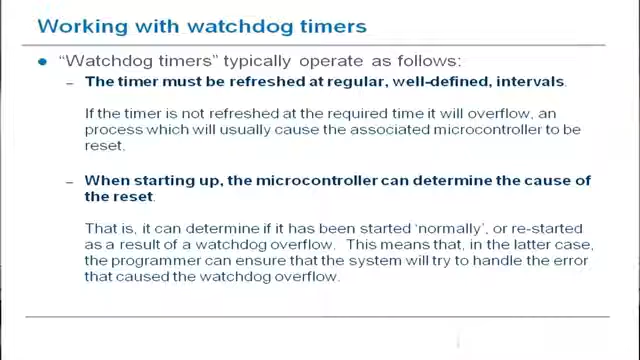 Working with watchdog timers
• “Watchdog timers” typically operate as follows:
– The timer must be refreshed at regular, well-defined, intervals.
If the timer is not refreshed at the required time it will overflow, an
process which will usually cause the associated microcontroller to be
reset.
– When starting up, the microcontroller can determine the cause of
the reset.
That is, it can determine if it has been started ‘normally’, or re-started
as a result of a watchdog overflow. This means that, in the latter case,
the programmer can ensure that the system will try to handle the error
that caused the watchdog overflow.